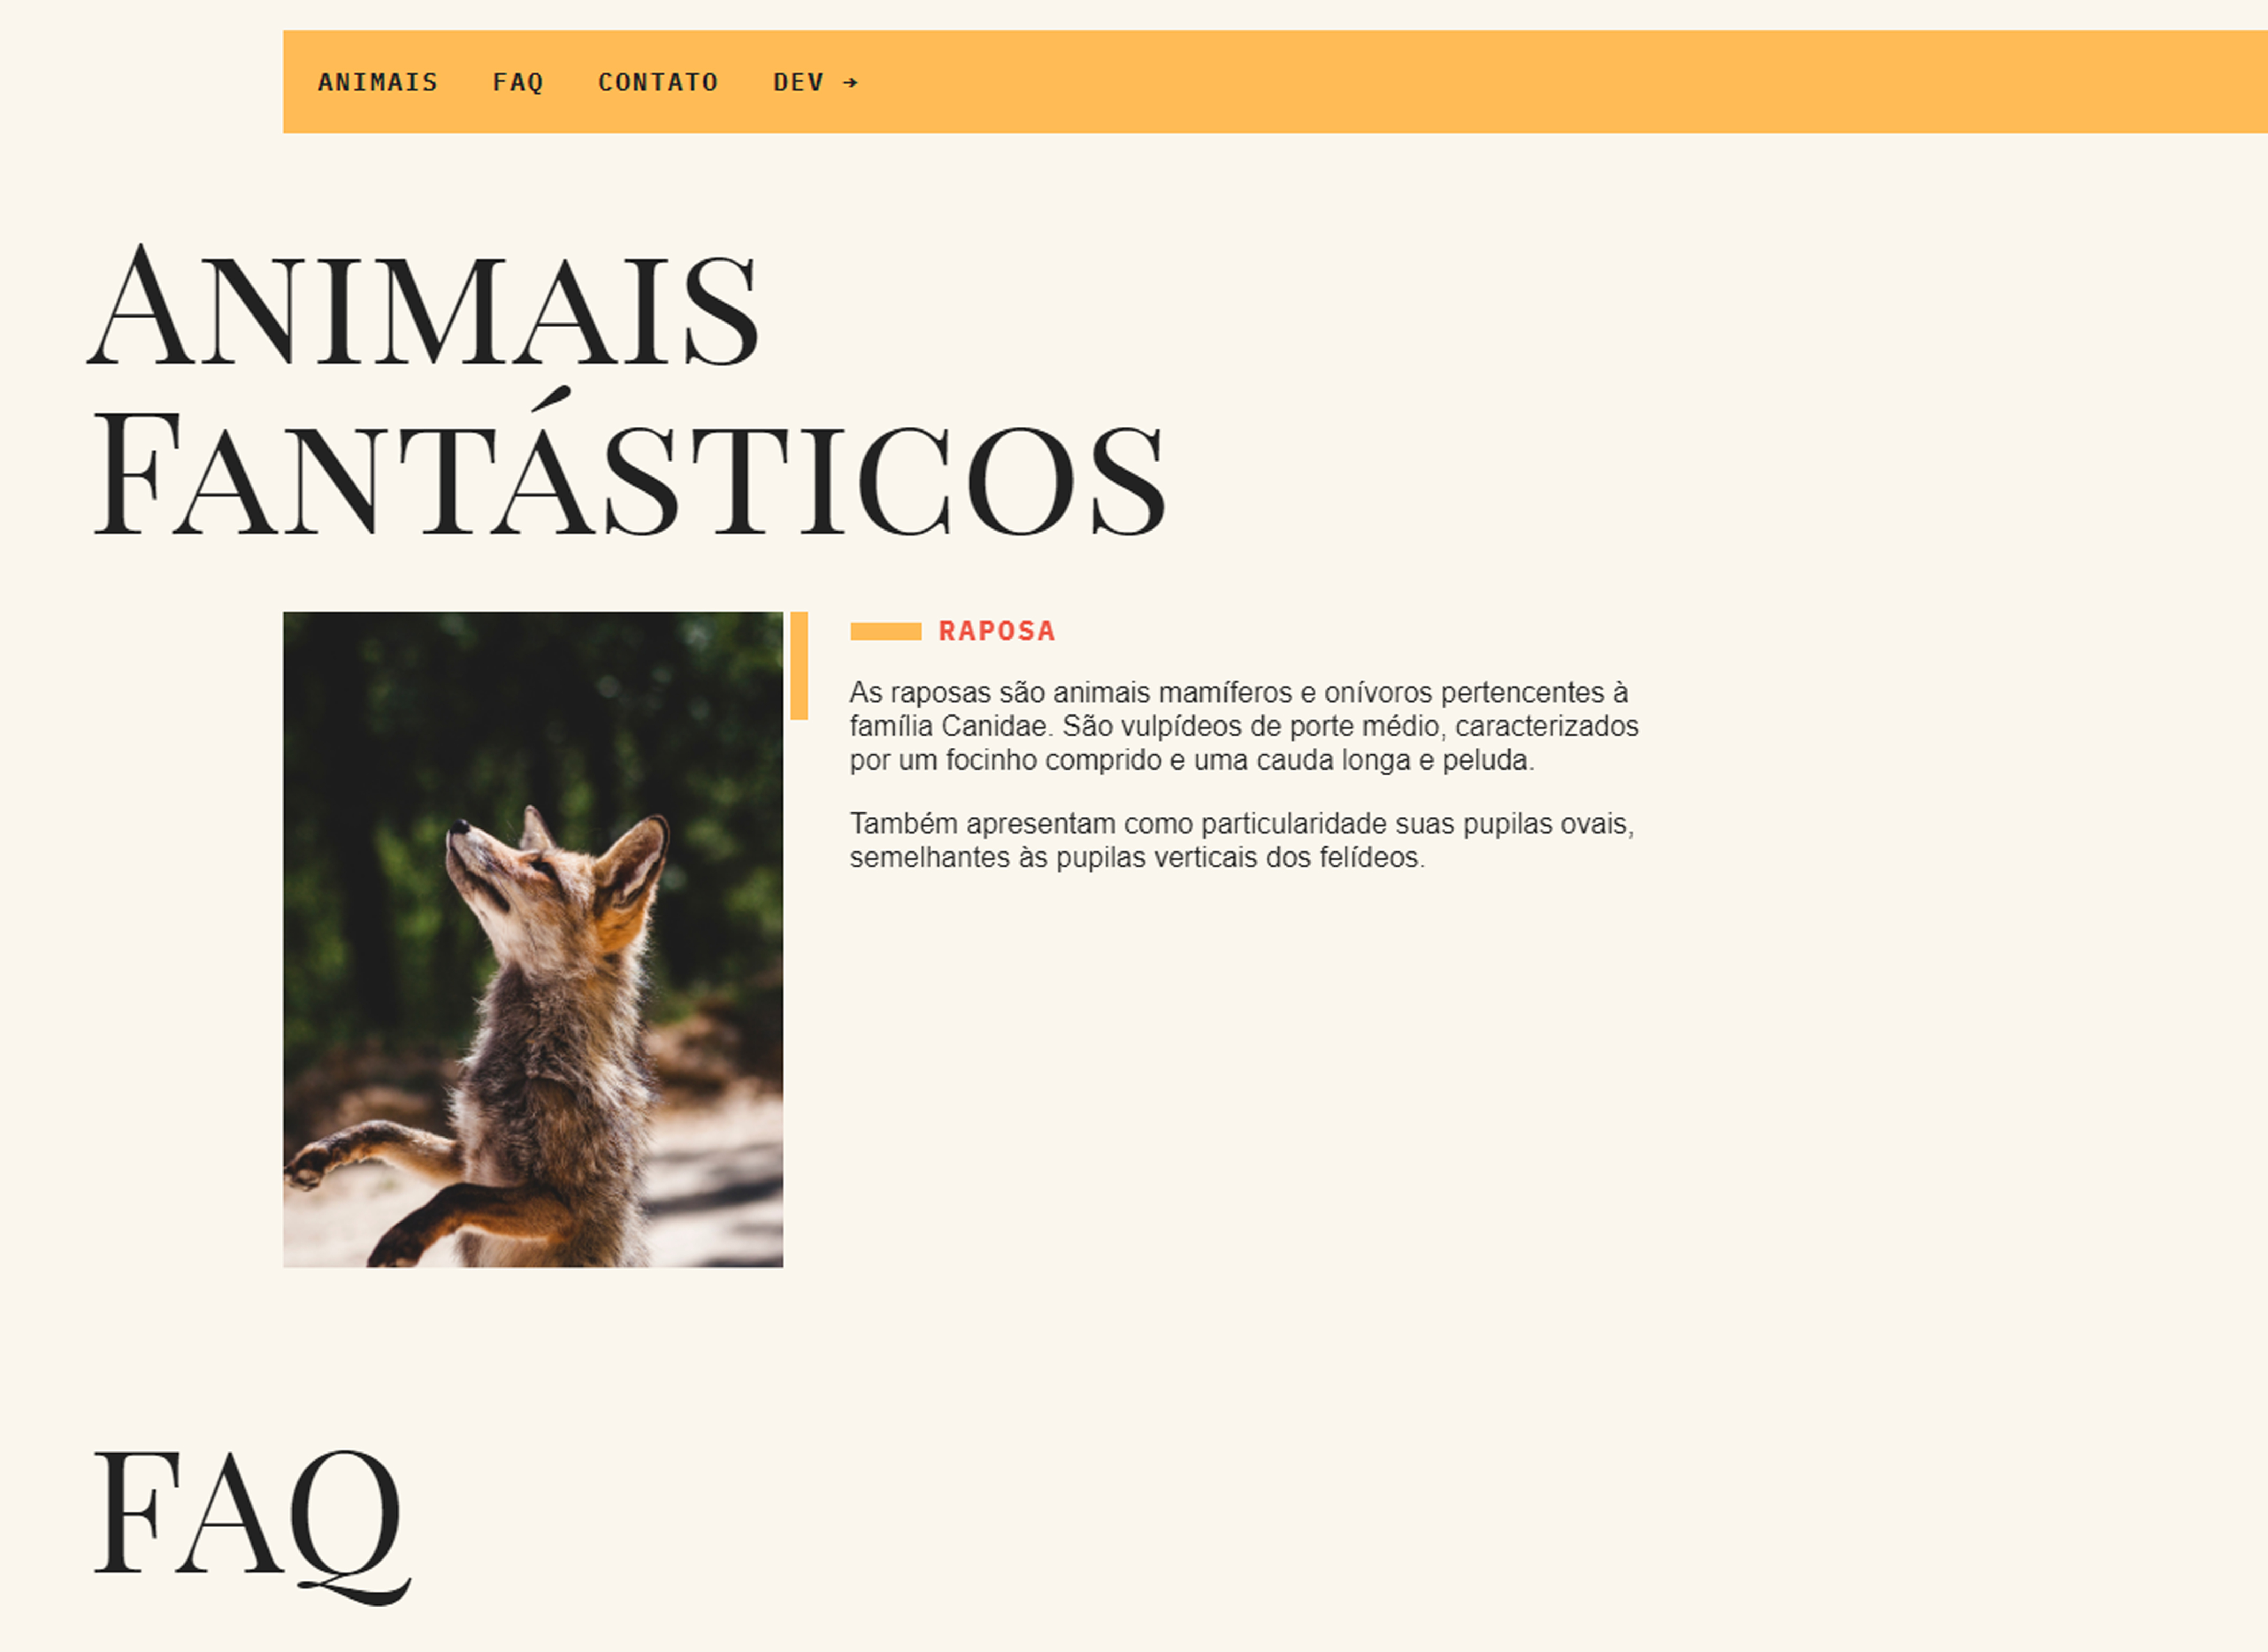 ANIMAIS FAQ CONTATO DEV →
ANIMAIS
FANTÁSTICOS
RAPOSA
As raposas são animais mamíferos e onívoros pertencentes à
família Canidae. São vulpídeos de porte médio, caracterizados
por um focinho comprido e uma cauda longa e peluda.
Também apresentam como particularidade suas pupilas ovais,
semelhantes às pupilas verticais dos felídeos.
FAQ